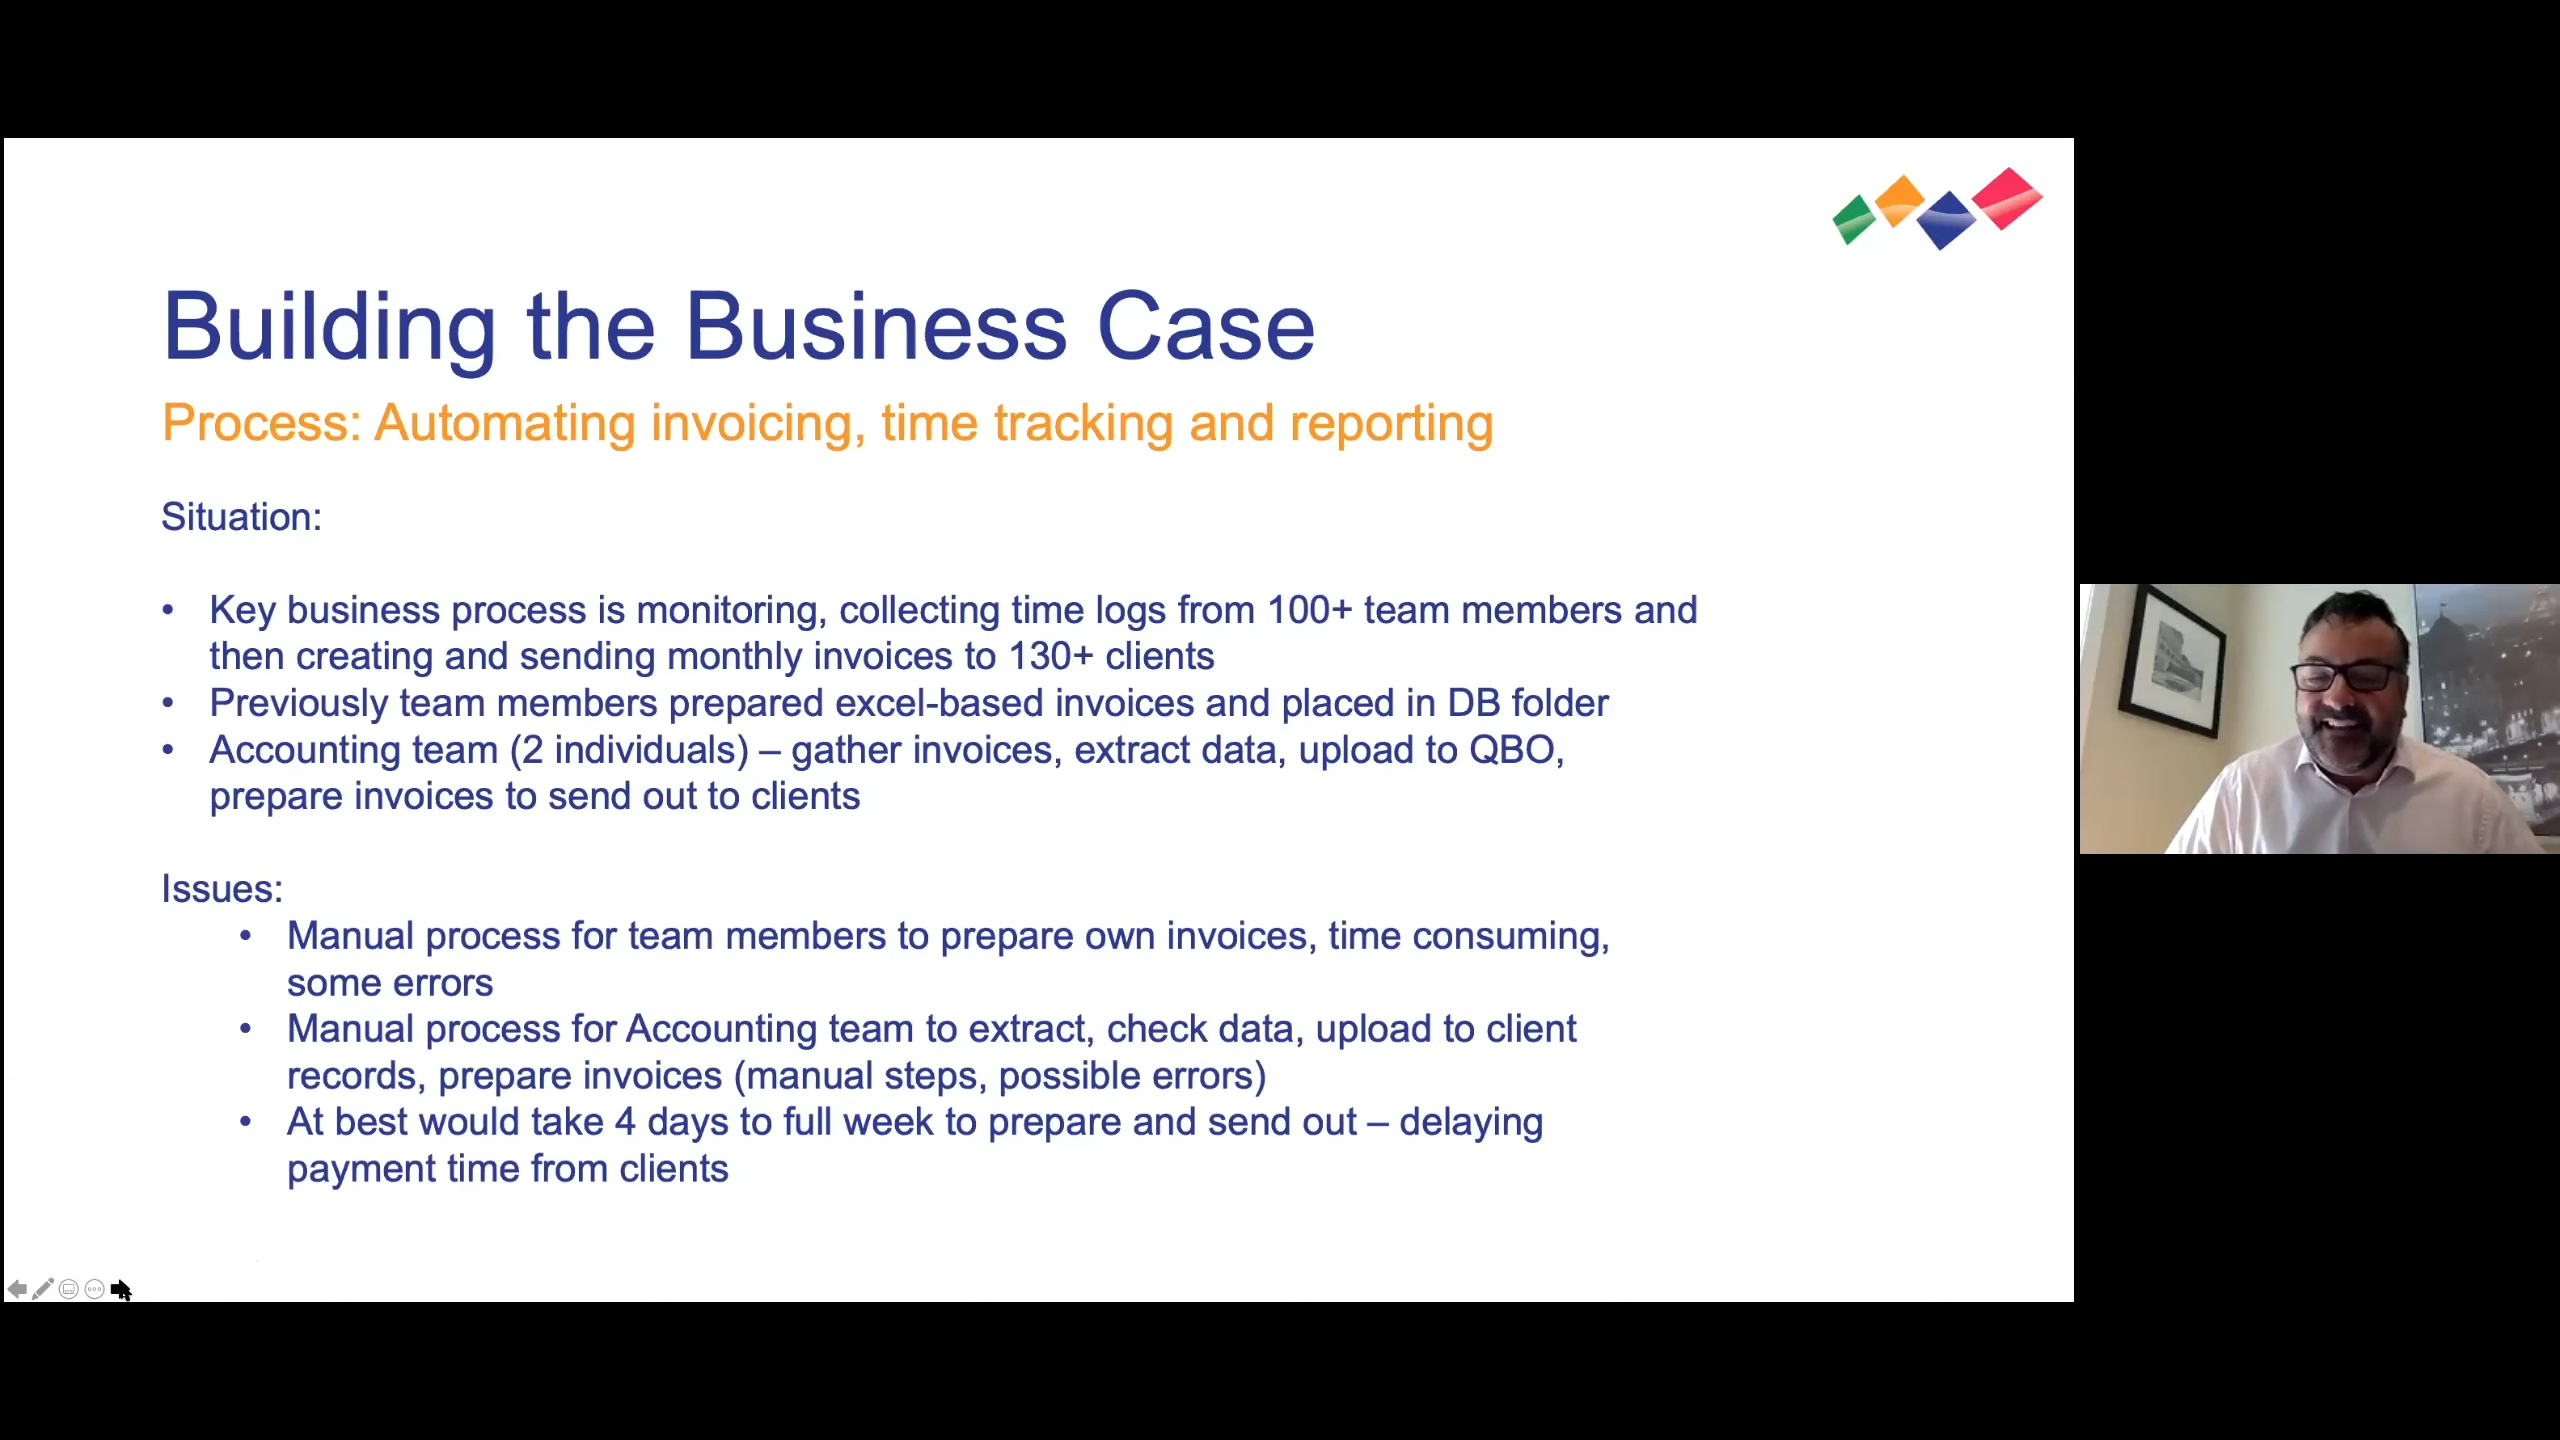 Building the Business Case
Process: Automating invoicing, time tracking and reporting
Situation:
• Key business process is monitoring, collecting time logs from 100+ team members and
then creating and sending monthly invoices to 130+ clients
• Previously team members prepared excel-based invoices and placed in DB folder
• Accounting team (2 individuals) – gather invoices, extract data, upload to QBO,
prepare invoices to send out to clients
Issues:
• Manual process for team members to prepare own invoices, time consuming,
some errors
• Manual process for Accounting team to extract, check data, upload to client
records, prepare invoices (manual steps, possible errors)
• At best would take 4 days to full week to prepare and send out – delaying
payment time from clients